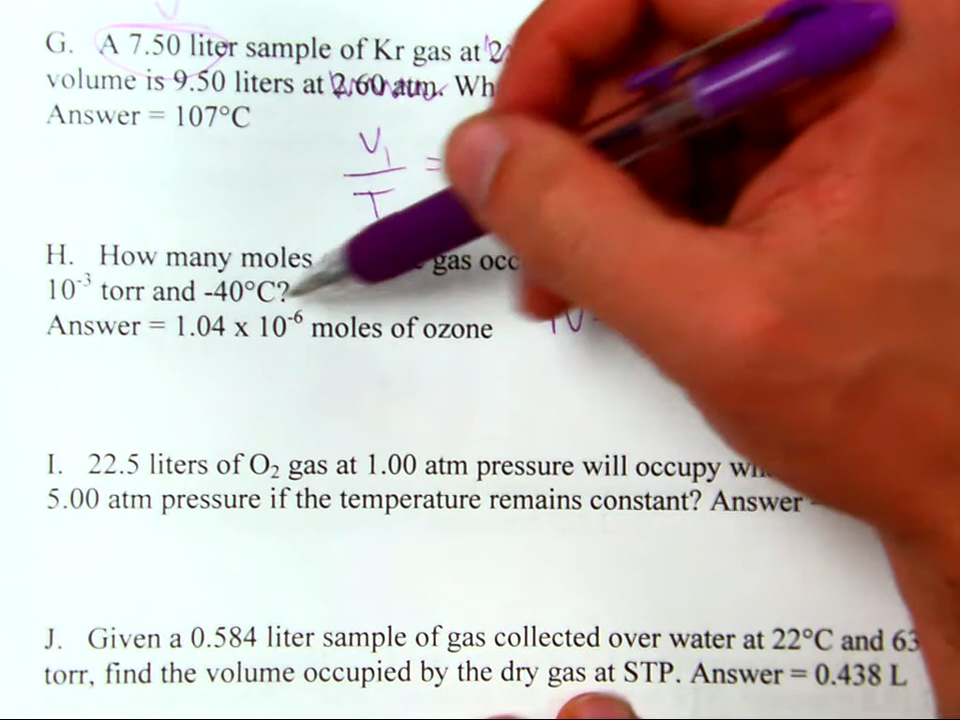 V
G. A 7.50 liter sample of Kr gas at
volume is 9.50 liters at 2.60 atm. Wh
Answer = 107°C
V₁ =
T
H. How many moles gas occ
10⁻³ torr and -40°C?
Answer = 1.04 x 10⁻⁶ moles of ozone
I. 22.5 liters of O₂ gas at 1.00 atm pressure will occupy
5.00 atm pressure if the temperature remains constant? Answer
J. Given a 0.584 liter sample of gas collected over water at 22°C and 63
torr, find the volume occupied by the dry gas at STP. Answer = 0.438 L